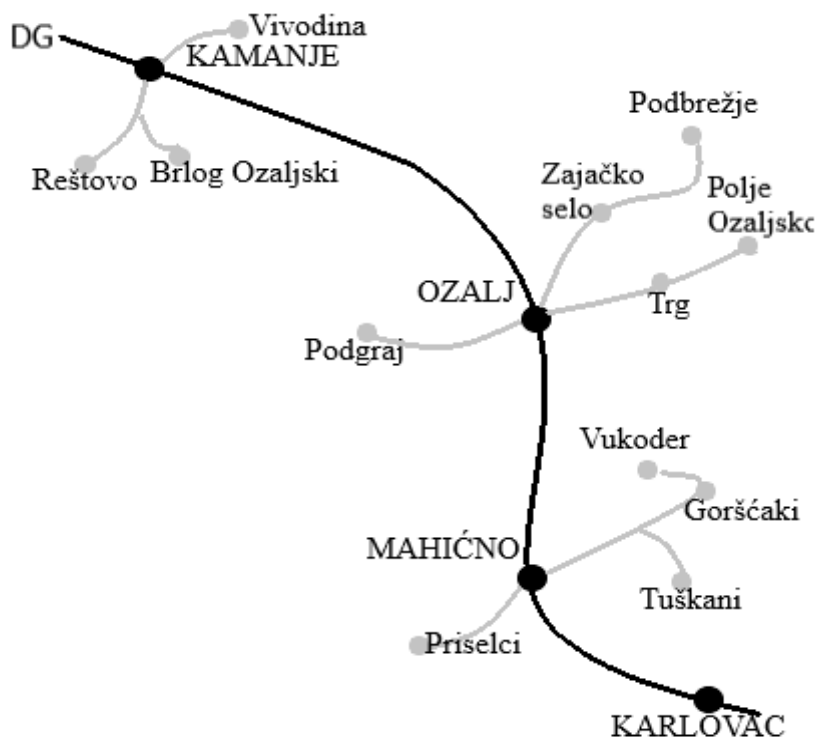 Vivodina
DG
KAMANJE
Podbrežje
Reštovo
Brlog Ozaljski
Zajačko
selo
Polje
Ozaljsko
OZALJ
Trg
Podgraj
Vukoder
Goršćaki
MAHIĆNO
Tuškani
Priselci
KARLOVAC